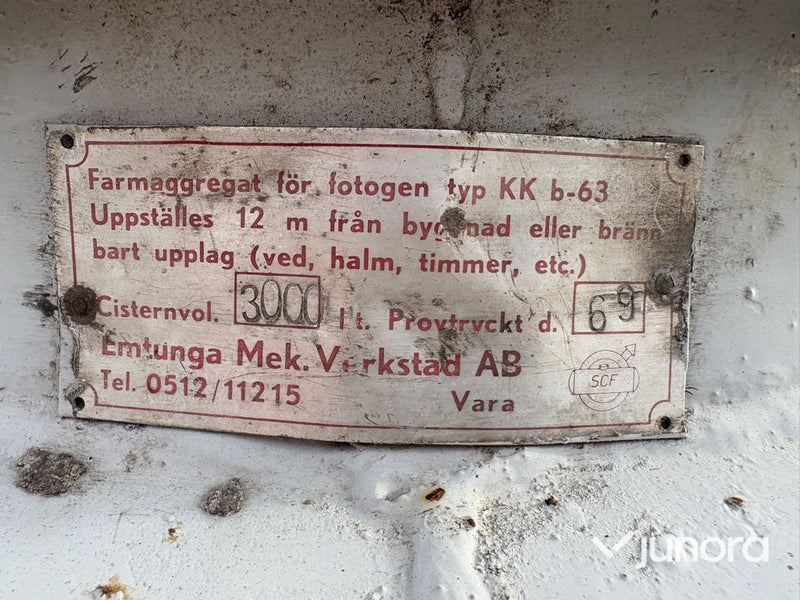 Farmaggregat för fotogen typ KK b-63
Uppställes 12 m från byggnad eller bränn
bart upplag (ved, halm, timmer, etc.)
Cisternvol. 3000 lt. Provtryckt d. 69
Emtunga Mek. Verkstad AB
SCF
Tel. 0512/11215 Vara
junora